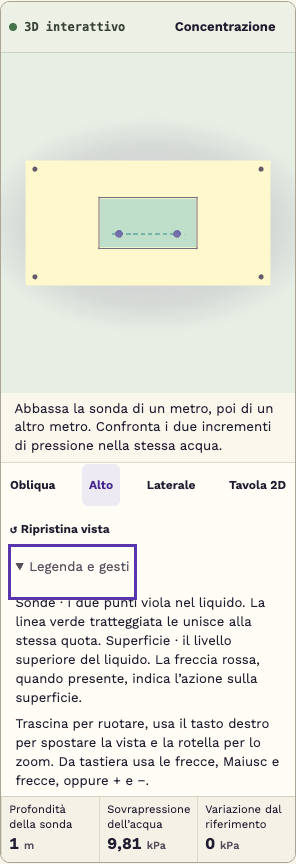 3D interattivo
Concentrazione
Abbassa la sonda di un metro, poi di un
altro metro. Confronta i due incrementi
di pressione nella stessa acqua.
Obliqua
Alto
Laterale
Tavola 2D
↺ Ripristina vista
▼ Legenda e gesti
Sonde · i due punti viola nel liquido. La
linea verde tratteggiata le unisce alla
stessa quota. Superficie · il livello
superiore del liquido. La freccia rossa,
quando presente, indica l'azione sulla
superficie.
Trascina per ruotare, usa il tasto destro
per spostare la vista e la rotella per lo
zoom. Da tastiera usa le frecce, Maiusc e
frecce, oppure + e −.
Profondità
della sonda
1 m
Sovrapressione
dell'acqua
9,81 kPa
Variazione dal
riferimento
0 kPa